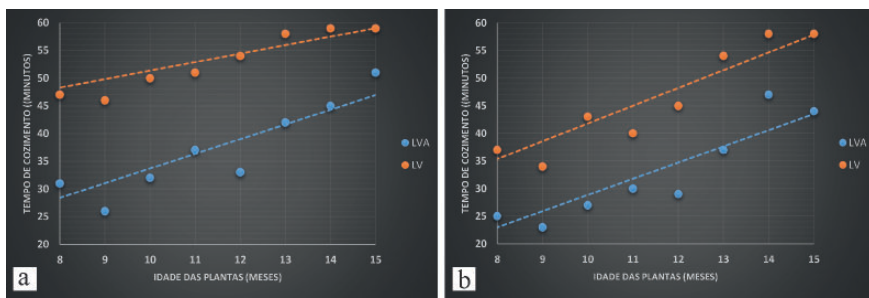 60
55
50
45
40
35
30
25
20
TEMPO DE COZIMENTO ((MINUTOS)
8 9 10 11 12 13 14 15
IDADE DAS PLANTAS (MESES)
LVA
LV
a
60
55
50
45
40
35
30
25
20
TEMPO DE COZIMENTO ((MINUTOS)
8 9 10 11 12 13 14 15
IDADE DAS PLANTAS (MESES)
LVA
LV
b